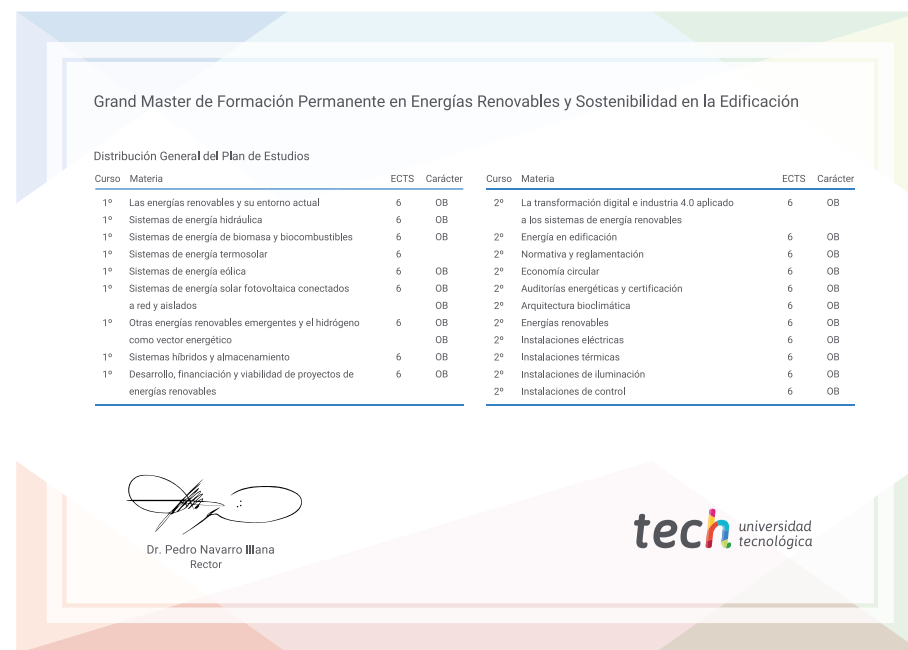 Grand Master de Formación Permanente en Energías Renovables y Sostenibilidad en la Edificación
Distribución General del Plan de Estudios
Curso Materia ECTS Carácter
1º Las energías renovables y su entorno actual 6 OB
1º Sistemas de energía hidráulica 6 OB
1º Sistemas de energía de biomasa y biocombustibles 6 OB
1º Sistemas de energía termosolar 6
1º Sistemas de energía eólica 6 OB
1º Sistemas de energía solar fotovoltaica conectados 6 OB
a red y aislados OB
1º Otras energías renovables emergentes y el hidrógeno 6 OB
como vector energético OB
1º Sistemas híbridos y almacenamiento 6 OB
1º Desarrollo, financiación y viabilidad de proyectos de 6 OB
energías renovables
Curso Materia ECTS Carácter
2º La transformación digital e industria 4.0 aplicado 6 OB
a los sistemas de energía renovables
2º Energía en edificación 6 OB
2º Normativa y reglamentación 6 OB
2º Economía circular 6 OB
2º Auditorías energéticas y certificación 6 OB
2º Arquitectura bioclimática 6 OB
2º Energías renovables 6 OB
2º Instalaciones eléctricas 6 OB
2º Instalaciones térmicas 6 OB
2º Instalaciones de iluminación 6 OB
2º Instalaciones de control 6 OB
Dr. Pedro Navarro Illana
Rector
tech universidad
tecnológica